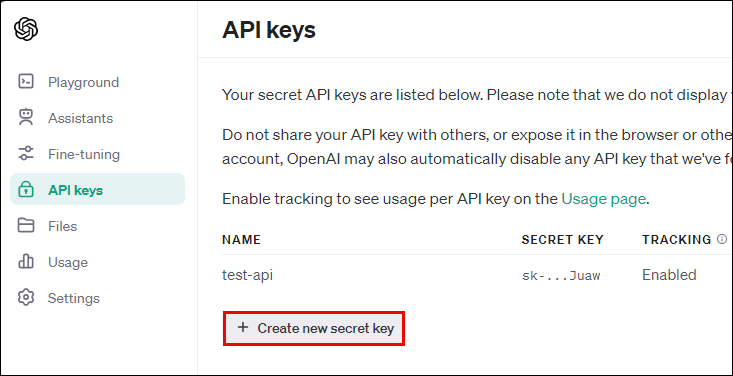 API keys
Playground
Assistants
Fine-tuning
API keys
Files
Usage
Settings
Your secret API keys are listed below. Please note that we do not display
Do not share your API key with others, or expose it in the browser or
account, OpenAI may also automatically disable any API key that we've
Enable tracking to see usage per API key on the Usage page.
NAME SECRET KEY TRACKING
test-api sk-...Juaw Enabled
+ Create new secret key